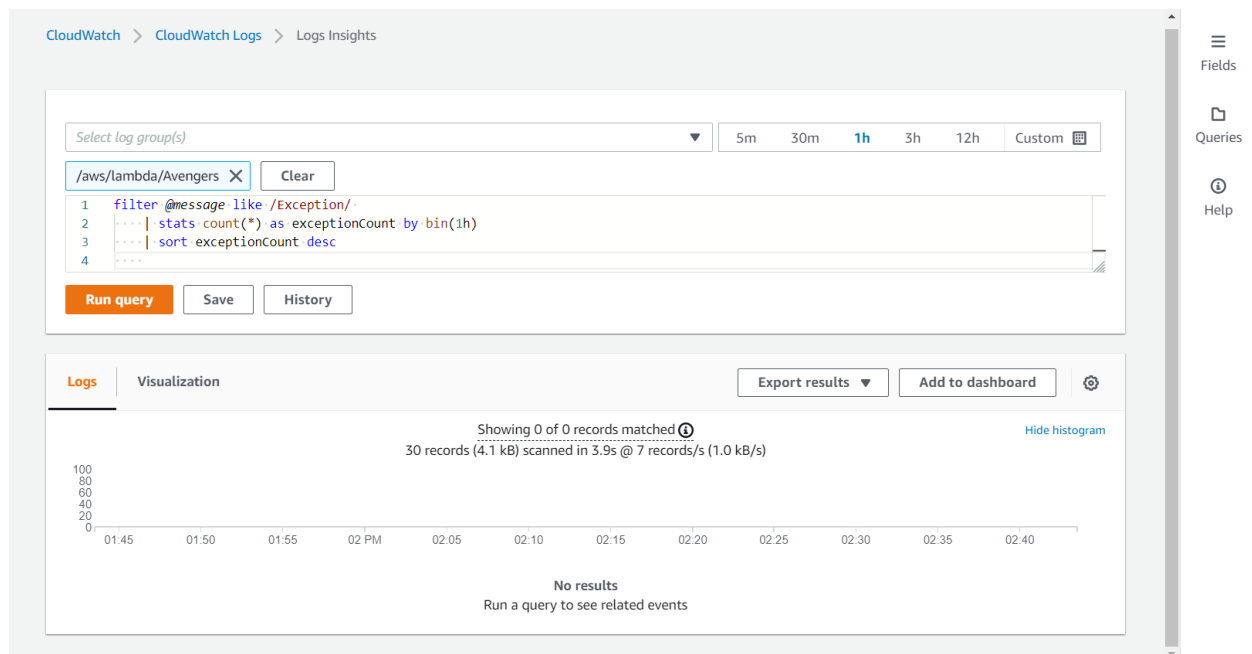 CloudWatch > CloudWatch Logs > Logs Insights
Fields
Queries
Help
Select log group(s)
5m 30m 1h 3h 12h Custom
/aws/lambda/Avengers Clear
1 filter @message like /Exception/
2 | stats count(*) as exceptionCount by bin(1h)
3 | sort exceptionCount desc
4
Run query Save History
Logs Visualization Export results Add to dashboard
Showing 0 of 0 records matched
Hide histogram
30 records (4.1 kB) scanned in 3.9s @ 7 records/s (1.0 kB/s)
100
80
60
40
20
0
01:45 01:50 01:55 02 PM 02:05 02:10 02:15 02:20 02:25 02:30 02:35 02:40
No results
Run a query to see related events